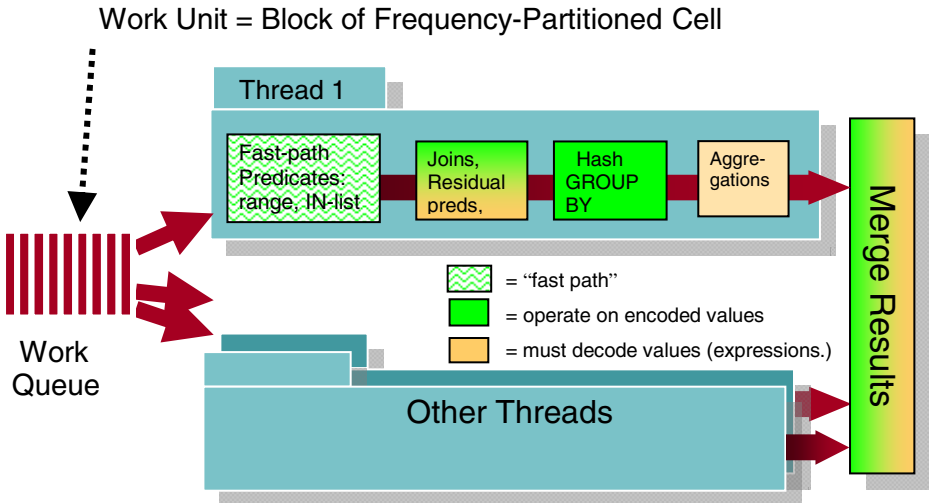 Work Unit = Block of Frequency-Partitioned Cell
Thread 1
Fast-path
Predicates:
range, IN-list
Joins,
Residual
preds,
Hash
GROUP
BY
Aggre-
gations
Merge Results
= “fast path”
= operate on encoded values
= must decode values (expressions.)
Work
Queue
Other Threads